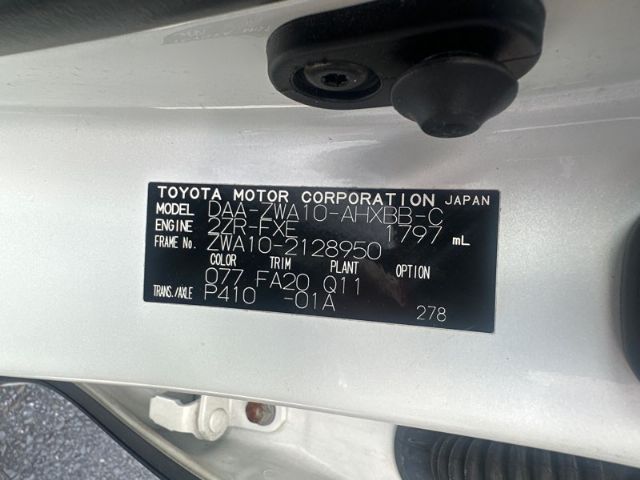 TOYOTA MOTOR CORPORATION JAPAN
MODEL DAA-ZWA10-AHXBB-C
ENGINE 2ZR-FXE 1797 mL
FRAME No. ZWA10-2128950
COLOR TRIM PLANT OPTION
077 FA20 Q11
TRANS./AXLE P410 -01A
278